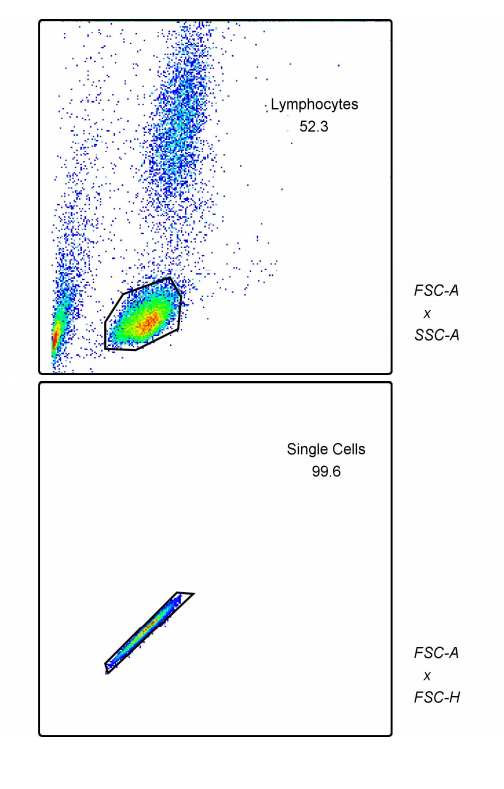 Lymphocytes
52.3
FSC-A
x
SSC-A
Single Cells
99.6
FSC-A
x
FSC-H